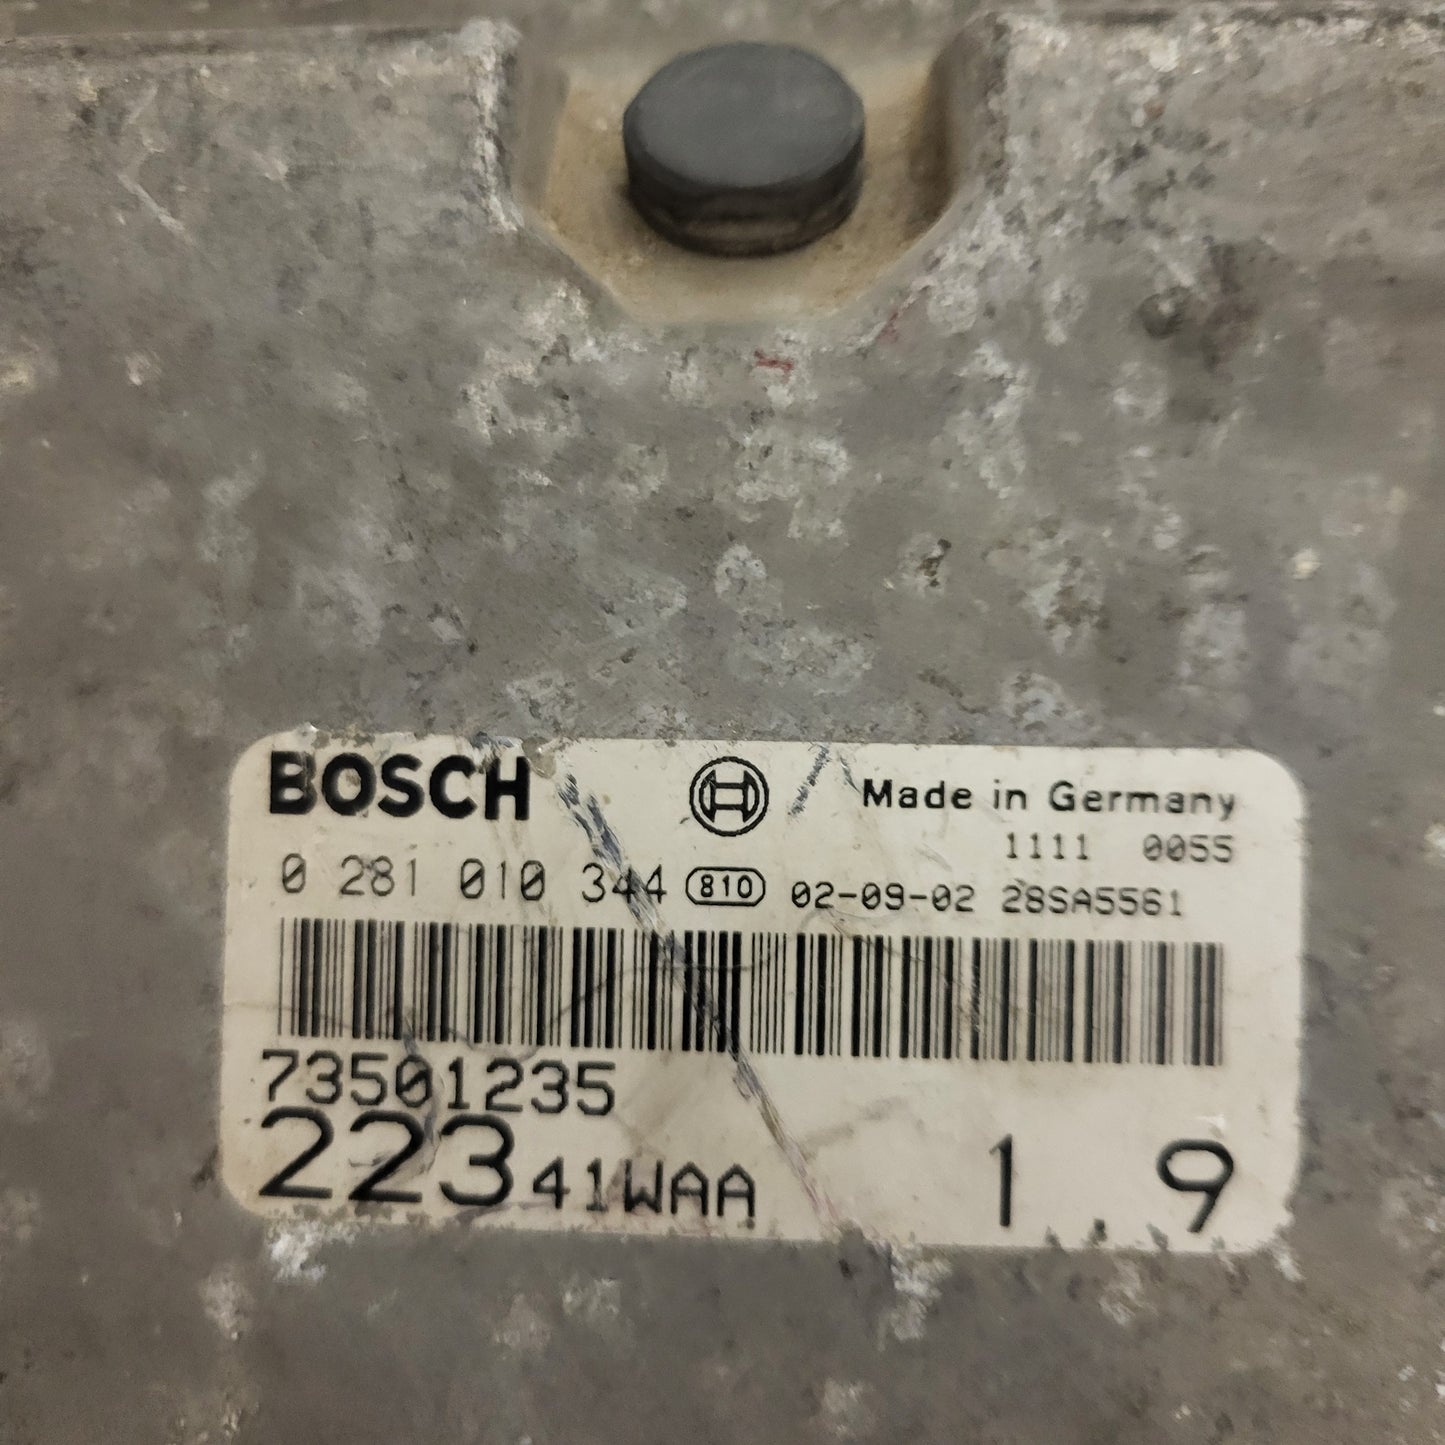 BOSCH Made in Germany
1111 0055
0 281 010 344 810 02-09-02 28SA5561
73501235
223 41WAA 1.9